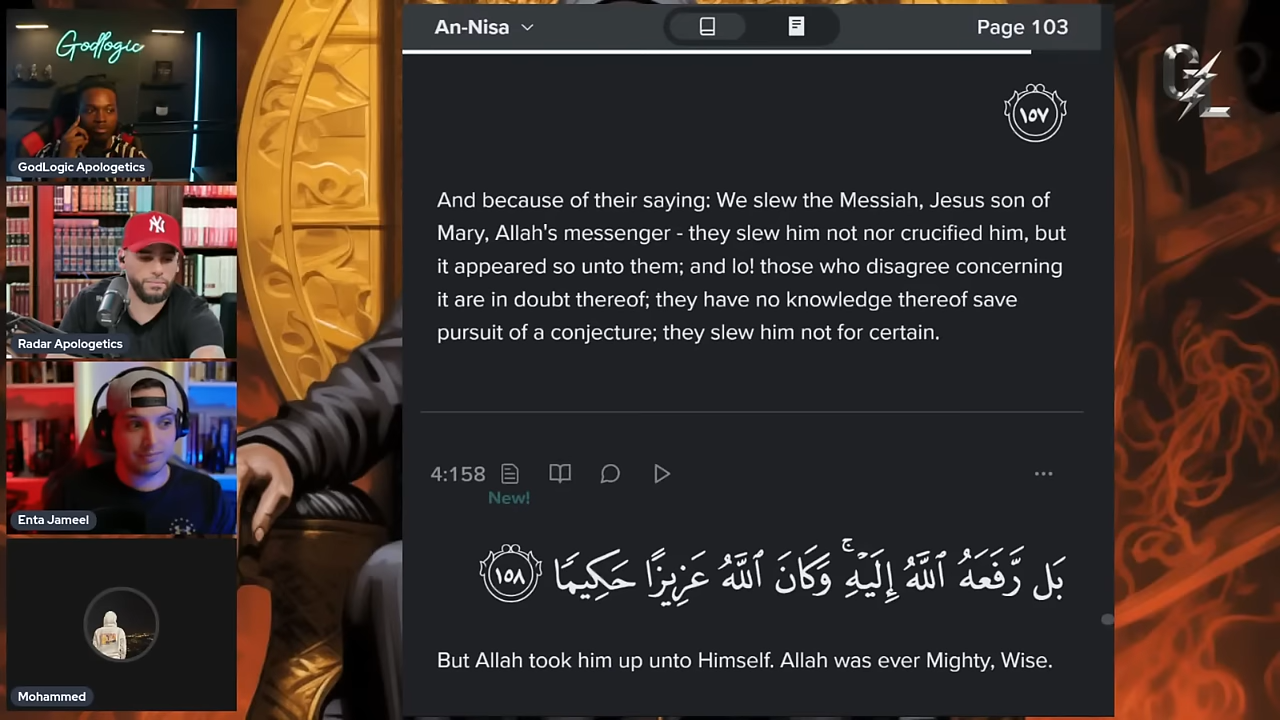 Godlogic
GodLogic Apologetics
NY
Radar Apologetics
Enta Jameel
Mohammed
An-Nisa
Page 103
١٥٧
And because of their saying: We slew the Messiah, Jesus son of
Mary, Allah's messenger - they slew him not nor crucified him, but
it appeared so unto them; and lo! those who disagree concerning
it are in doubt thereof; they have no knowledge thereof save
pursuit of a conjecture; they slew him not for certain.
4:158
New!
بَل رَّفَعَهُ ٱللَّهُ إِلَيْهِ ۚ وَكَانَ ٱللَّهُ عَزِيزًا حَكِيمًا ١٥٨
But Allah took him up unto Himself. Allah was ever Mighty, Wise.
GL